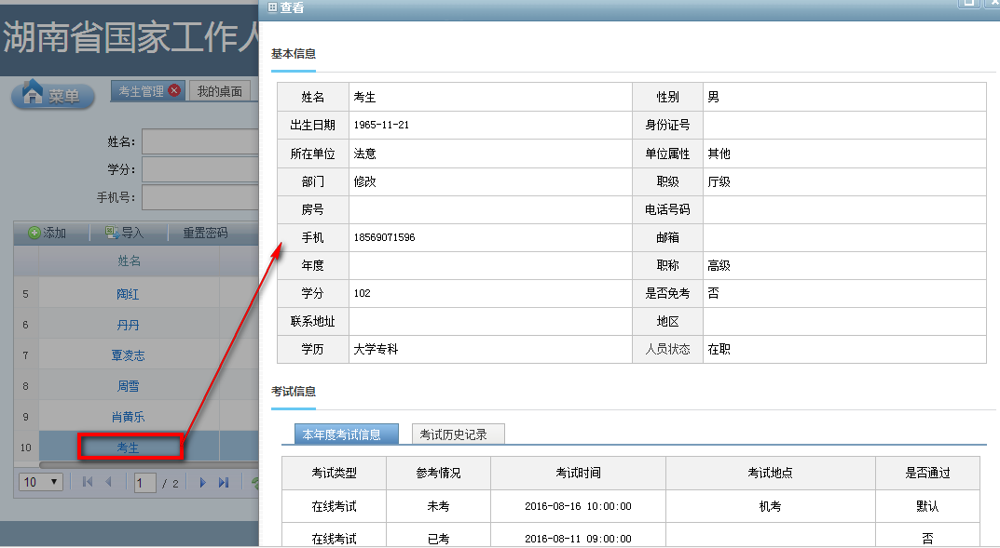 湖南省国家工作人
菜单
考生管理 我的桌面
姓名：
学分：
手机号：
添加 导入 重置密码
姓名
5 陶红
6 丹丹
7 覃凌志
8 周雪
9 肖黄乐
10 考生
10 1 / 2
查看
基本信息
姓名 考生 性别 男
出生日期 1965-11-21 身份证号
所在单位 法意 单位属性 其他
部门 修改 职级 厅级
房号 电话号码
手机 18569071596 邮箱
年度 职称 高级
学分 102 是否免考 否
联系地址 地区
学历 大学专科 人员状态 在职
考试信息
本年度考试信息 考试历史记录
考试类型 参考情况 考试时间 考试地点 是否通过
在线考试 未考 2016-08-16 10:00:00 机考 默认
在线考试 已考 2016-08-11 09:00:00 否